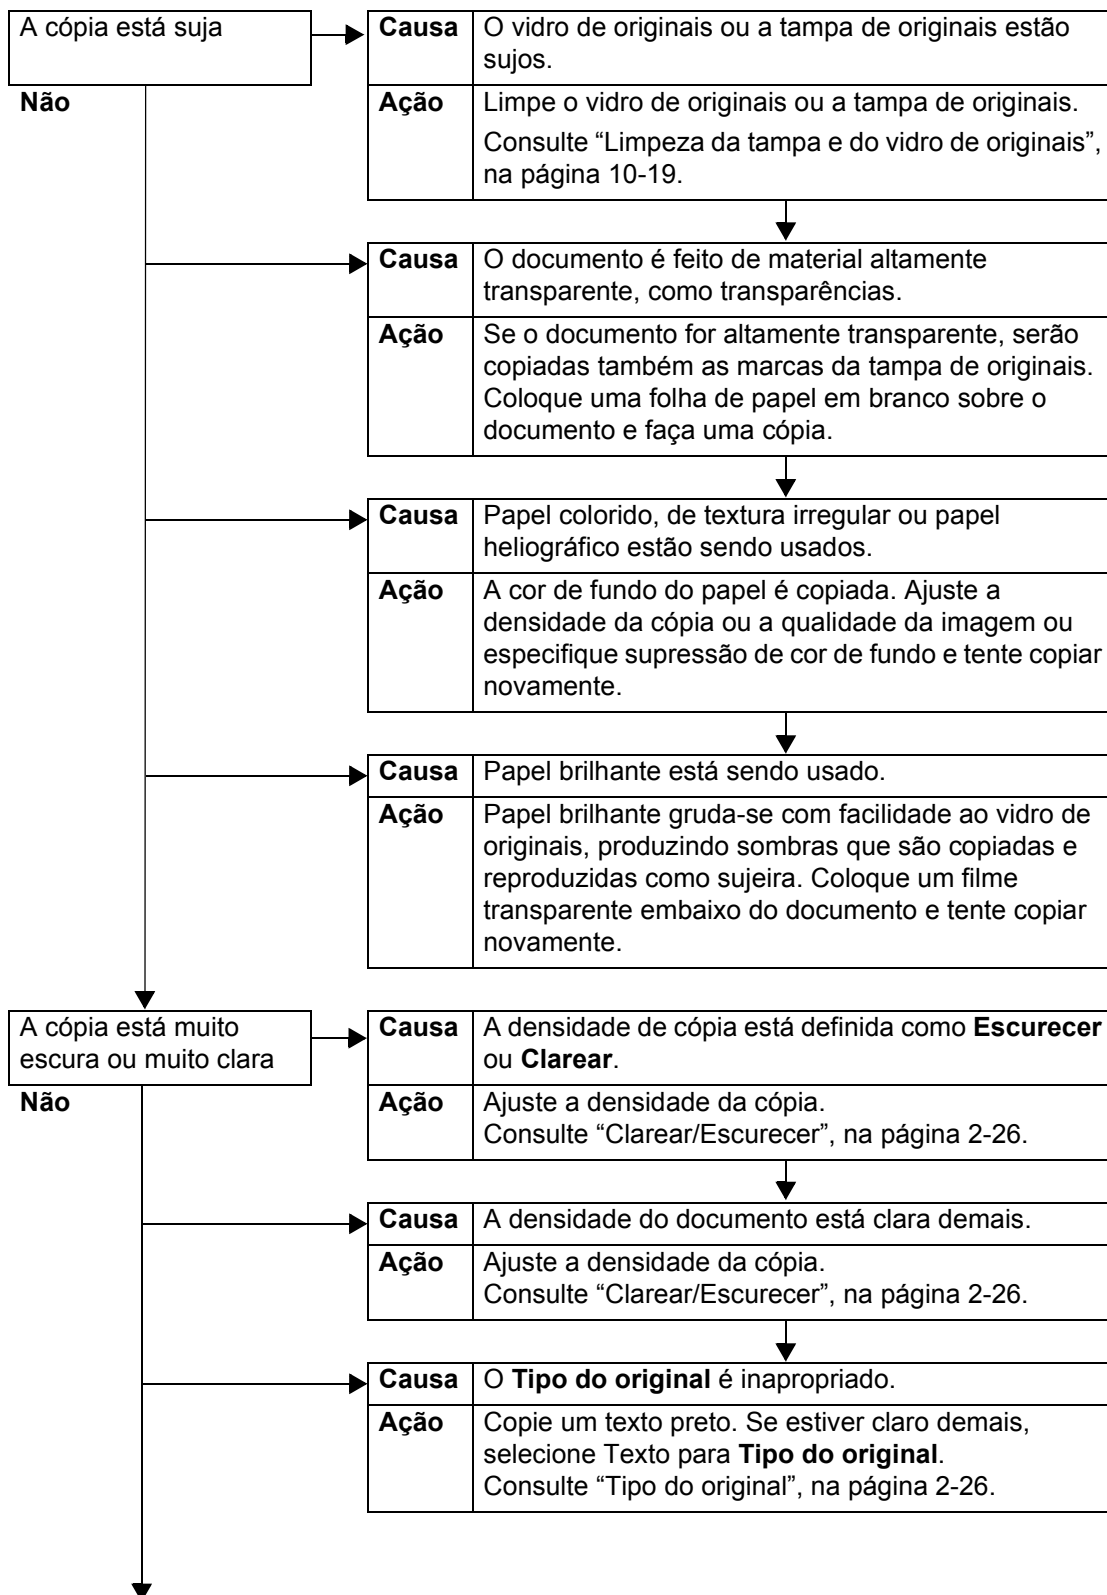 A cópia está suja
Causa
O vidro de originais ou a tampa de originais estão
sujos.
Não
Ação
Limpe o vidro de originais ou a tampa de originais.
Consulte “Limpeza da tampa e do vidro de originais”,
na página 10-19.
Causa
O documento é feito de material altamente
transparente, como transparências.
Ação
Se o documento for altamente transparente, serão
copiadas também as marcas da tampa de originais.
Coloque uma folha de papel em branco sobre o
documento e faça uma cópia.
Causa
Papel colorido, de textura irregular ou papel
heliográfico estão sendo usados.
Ação
A cor de fundo do papel é copiada. Ajuste a
densidade da cópia ou a qualidade da imagem ou
especifique supressão de cor de fundo e tente copiar
novamente.
Causa
Papel brilhante está sendo usado.
Ação
Papel brilhante gruda-se com facilidade ao vidro de
originais, produzindo sombras que são copiadas e
reproduzidas como sujeira. Coloque um filme
transparente embaixo do documento e tente copiar
novamente.
A cópia está muito
escura ou muito clara
Causa
A densidade de cópia está definida como Escurecer
ou Clarear.
Não
Ação
Ajuste a densidade da cópia.
Consulte “Clarear/Escurecer”, na página 2-26.
Causa
A densidade do documento está clara demais.
Ação
Ajuste a densidade da cópia.
Consulte “Clarear/Escurecer”, na página 2-26.
Causa
O Tipo do original é inapropriado.
Ação
Copie um texto preto. Se estiver claro demais,
selecione Texto para Tipo do original.
Consulte “Tipo do original”, na página 2-26.